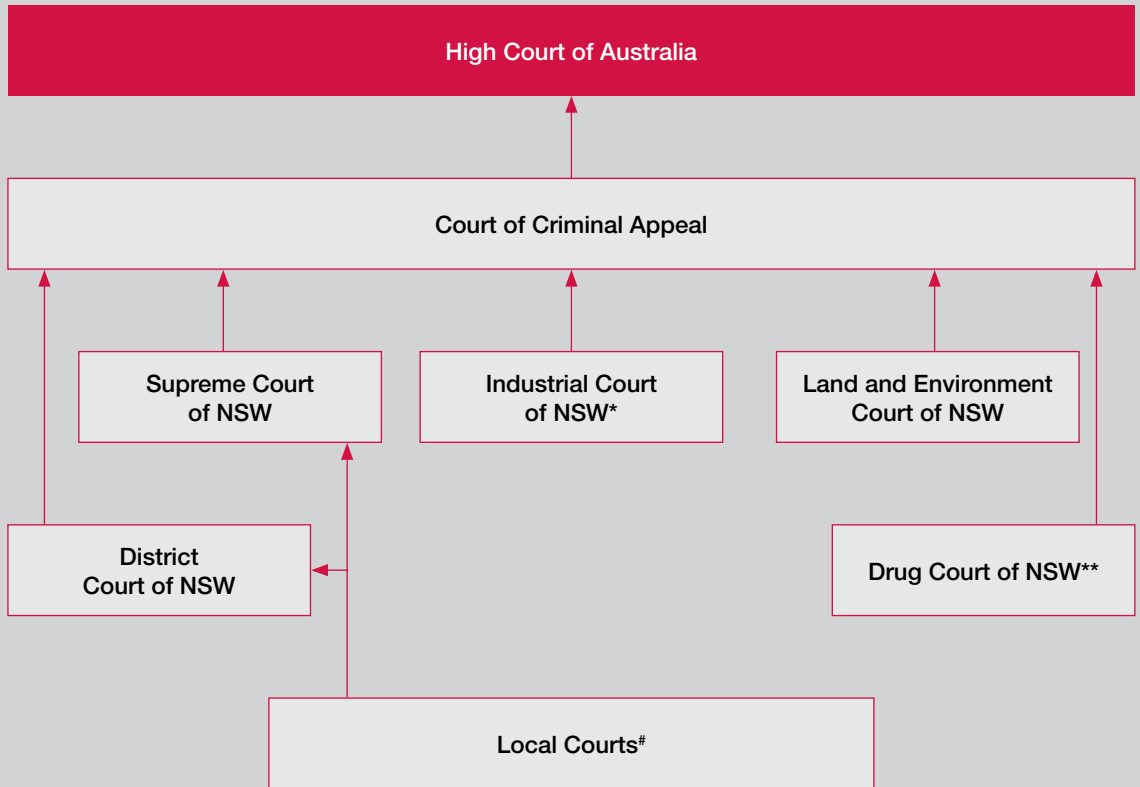 High Court of Australia
Court of Criminal Appeal
Supreme Court
of NSW
Industrial Court
of NSW*
Land and Environment
Court of NSW
District
Court of NSW
Drug Court of NSW**
Local Courts#